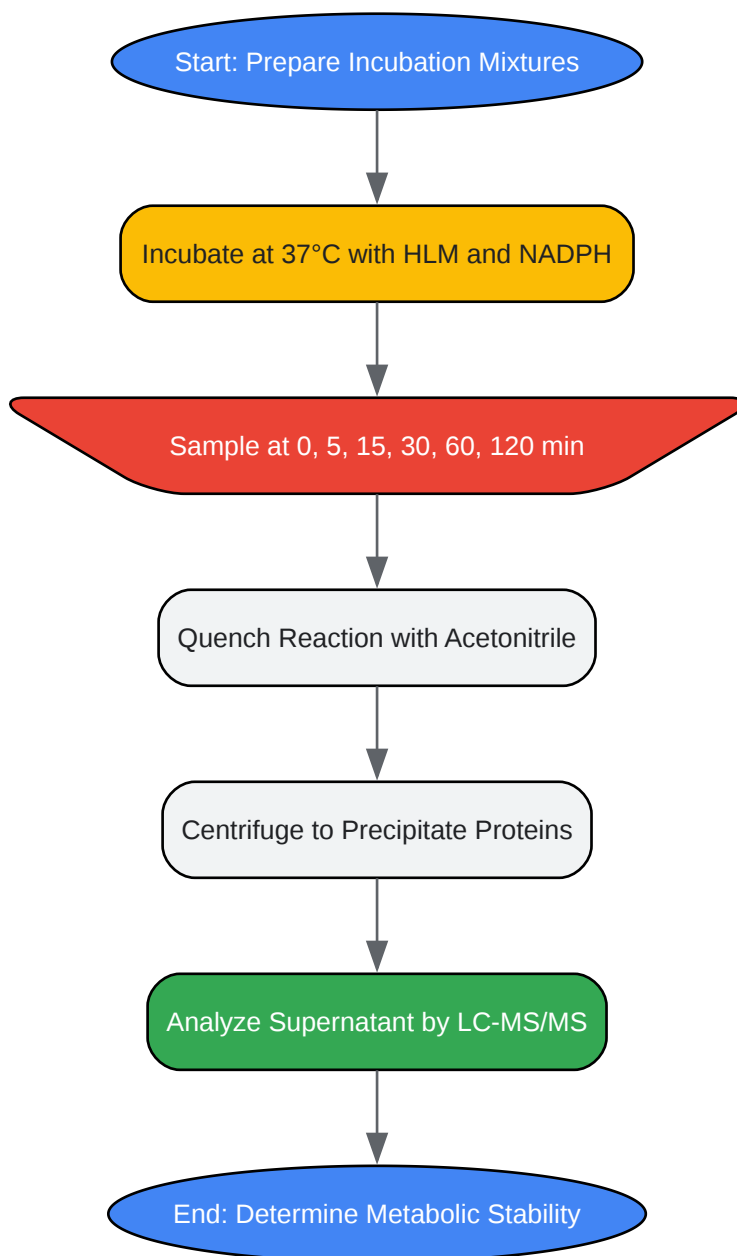 Start: Prepare Incubation Mixtures
Incubate at 37°C with HLM and NADPH
Sample at 0, 5, 15, 30, 60, 120 min
Quench Reaction with Acetonitrile
Centrifuge to Precipitate Proteins
Analyze Supernatant by LC-MS/MS
End: Determine Metabolic Stability